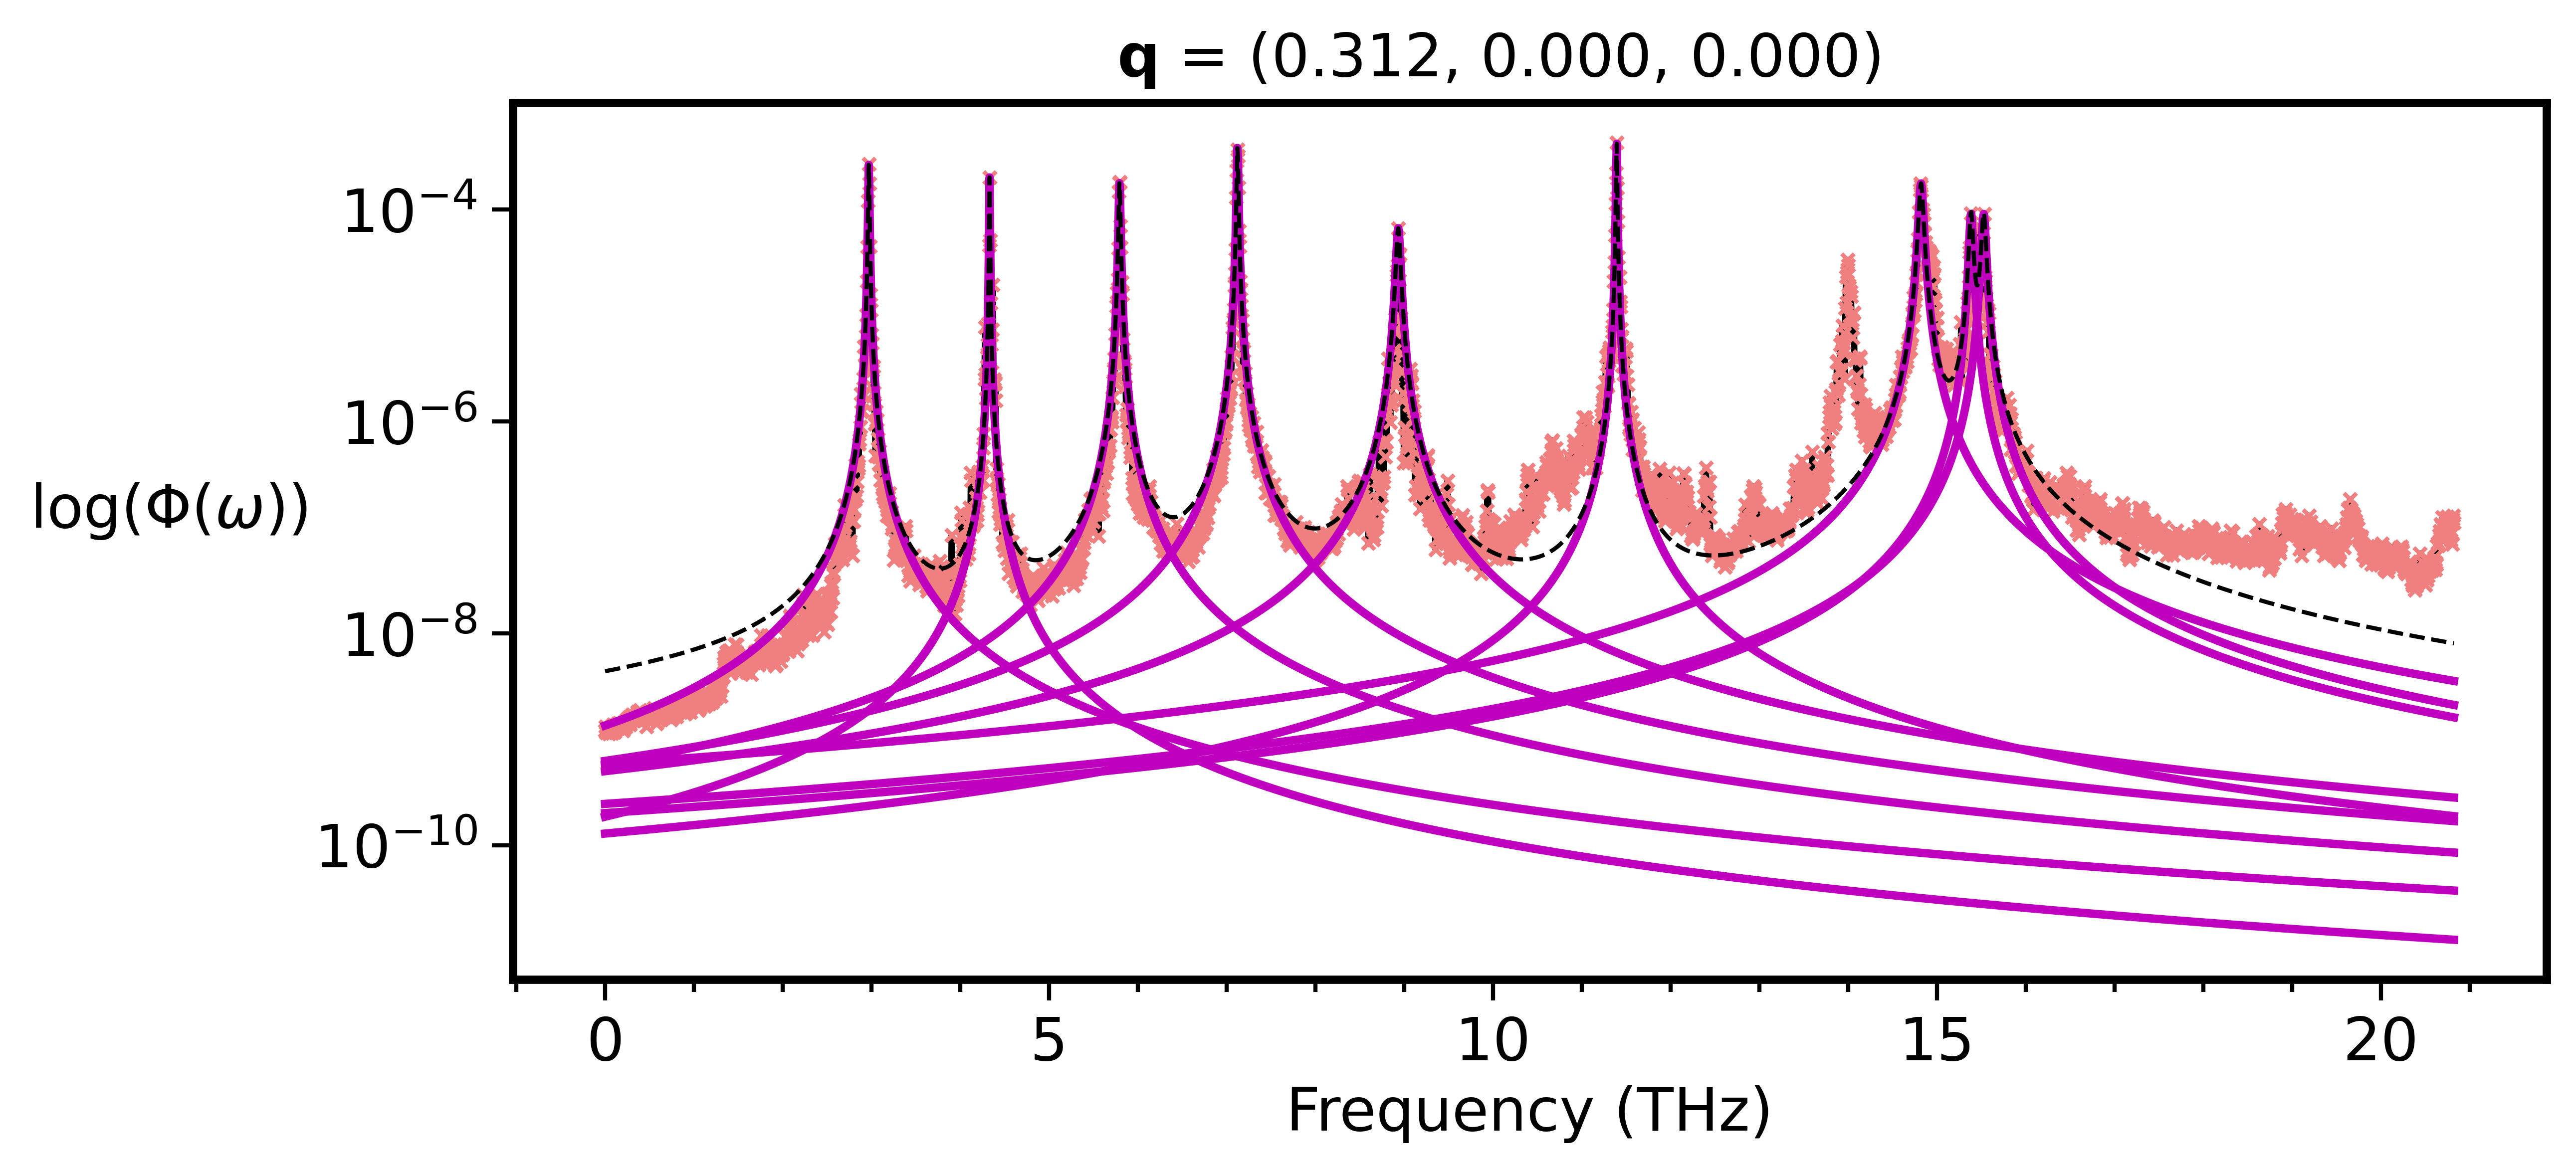 q = (0.312, 0.000, 0.000)
10⁻⁴
10⁻⁶
log(Φ(ω))
10⁻⁸
10⁻¹⁰
0 5 10 15 20
Frequency (THz)